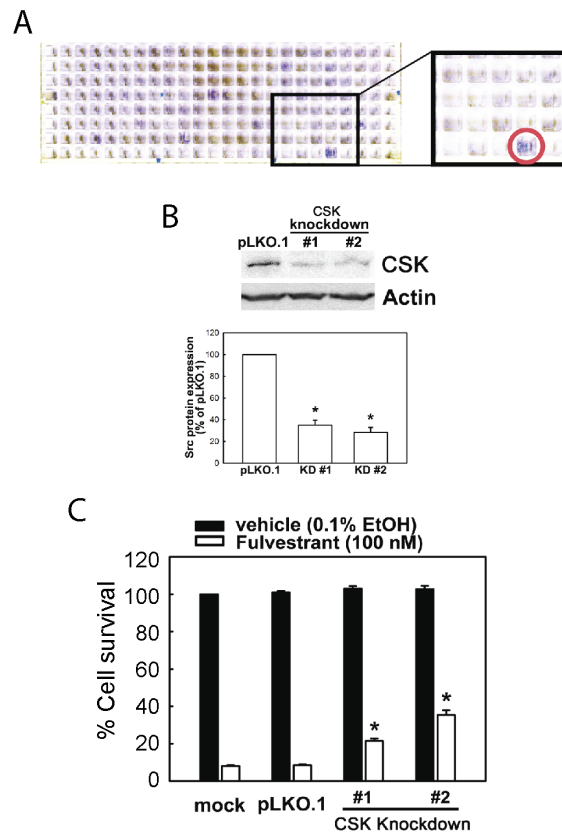 A
B
CSK
knockdown
pLKO.1 #1 #2
CSK
Actin
Src protein expression
(% of pLKO.1)
120
100
80
60
40
20
0
* *
pLKO.1 KD #1 KD #2
C
vehicle (0.1% EtOH)
Fulvestrant (100 nM)
% Cell survival
120
100
80
60
40
20
0
* *
mock pLKO.1 #1 #2
CSK Knockdown